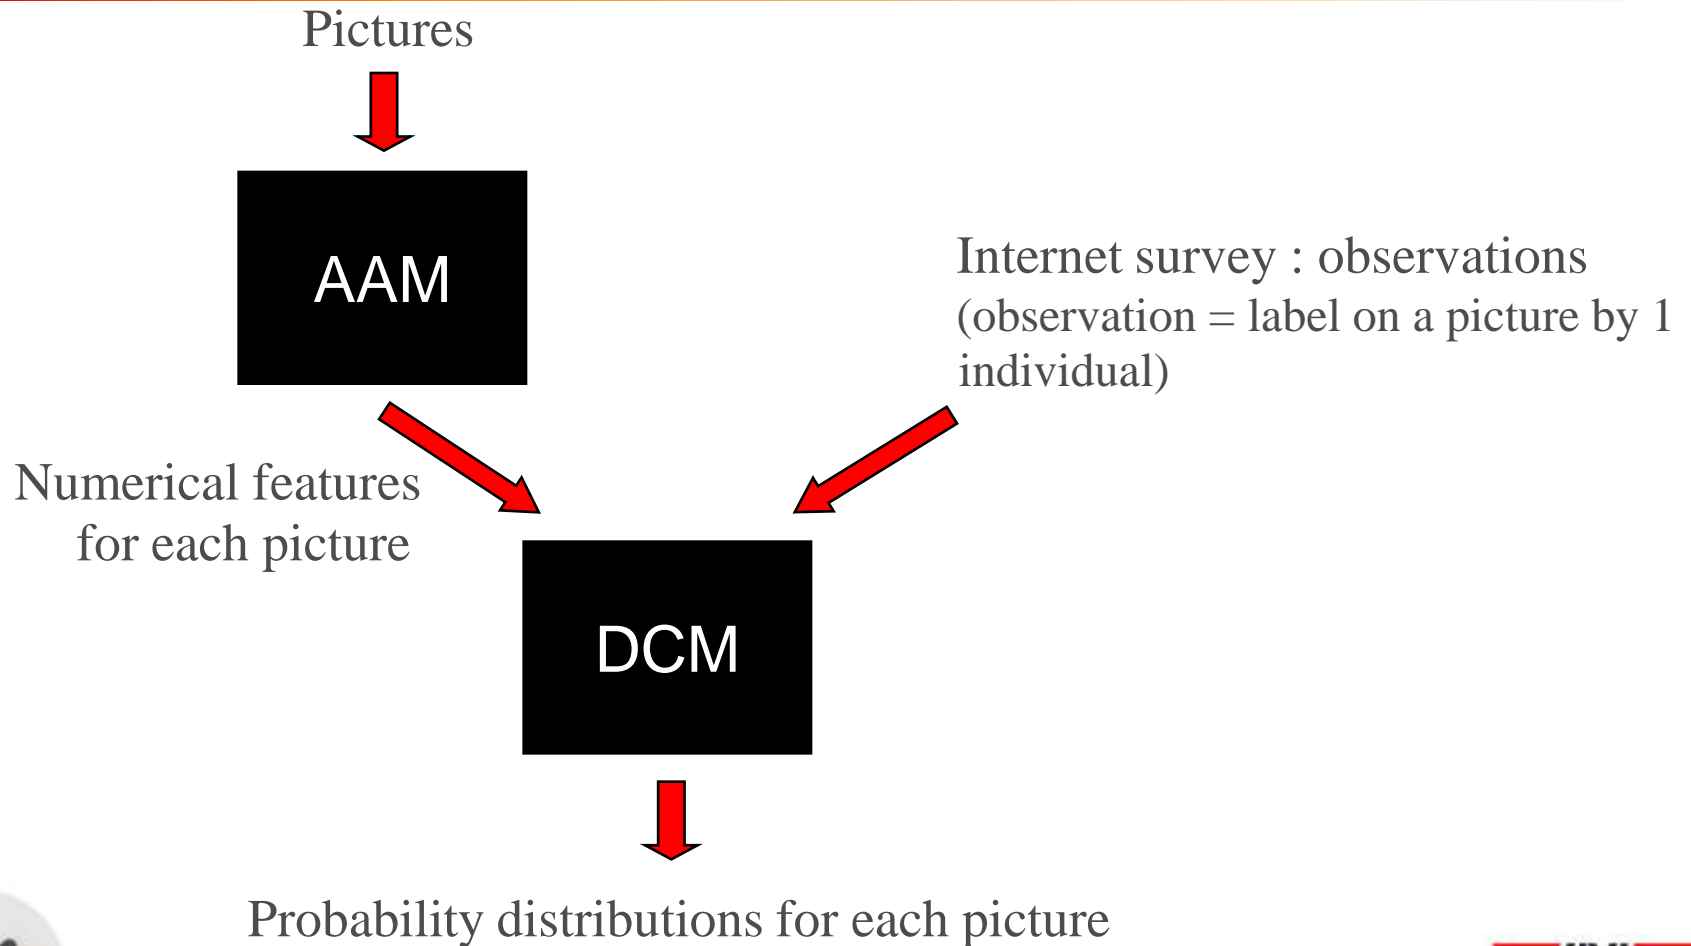 Pictures
AAM
Internet survey : observations
(observation = label on a picture by 1
individual)
Numerical features
for each picture
DCM
Probability distributions for each picture